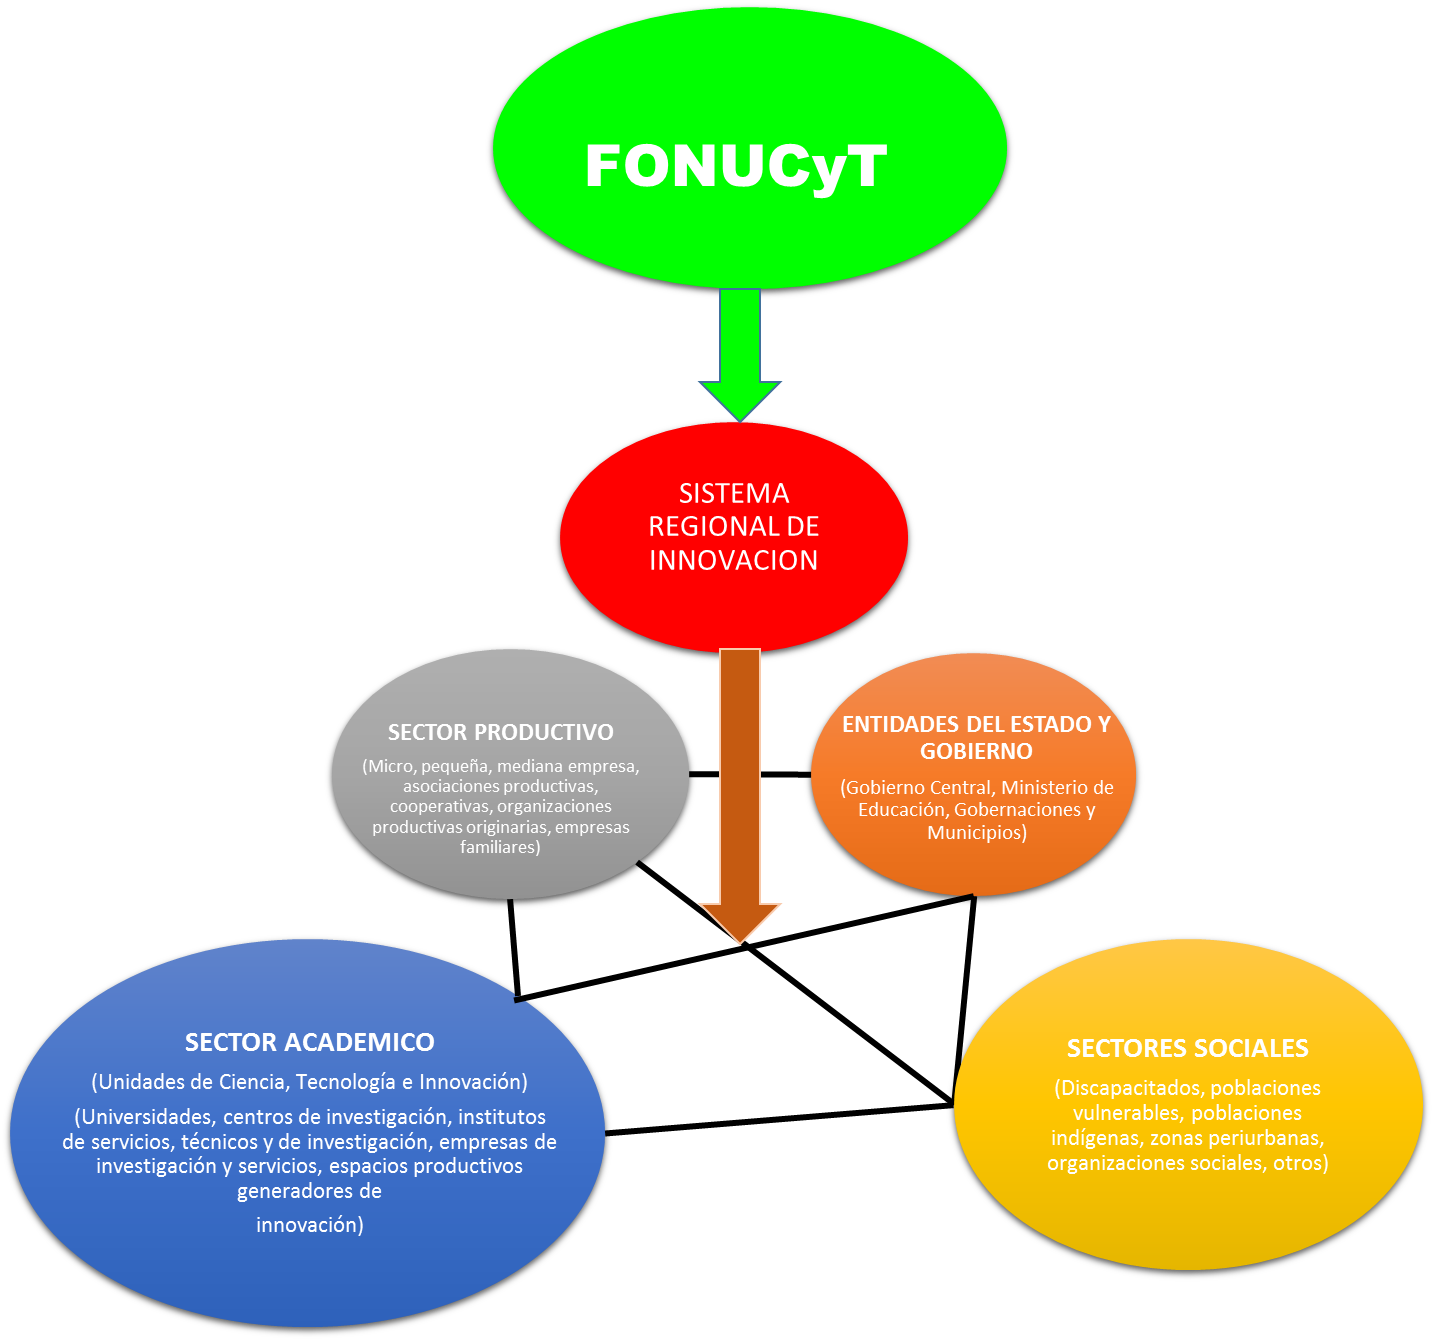 FONUCyT
SISTEMA
REGIONAL DE
INNOVACION
SECTOR PRODUCTIVO
(Micro, pequeña, mediana empresa,
asociaciones productivas,
cooperativas, organizaciones
productivas originarias, empresas
familiares)
ENTIDADES DEL ESTADO Y
GOBIERNO
(Gobierno Central, Ministerio de
Educación, Gobernaciones y
Municipios)
SECTOR ACADEMICO
(Unidades de Ciencia, Tecnología e Innovación)
(Universidades, centros de investigación, institutos
de servicios, técnicos y de investigación, empresas de
investigación y servicios, espacios productivos
generadores de
innovación)
SECTORES SOCIALES
(Discapacitados, poblaciones
vulnerables, poblaciones
indígenas, zonas periurbanas,
organizaciones sociales, otros)